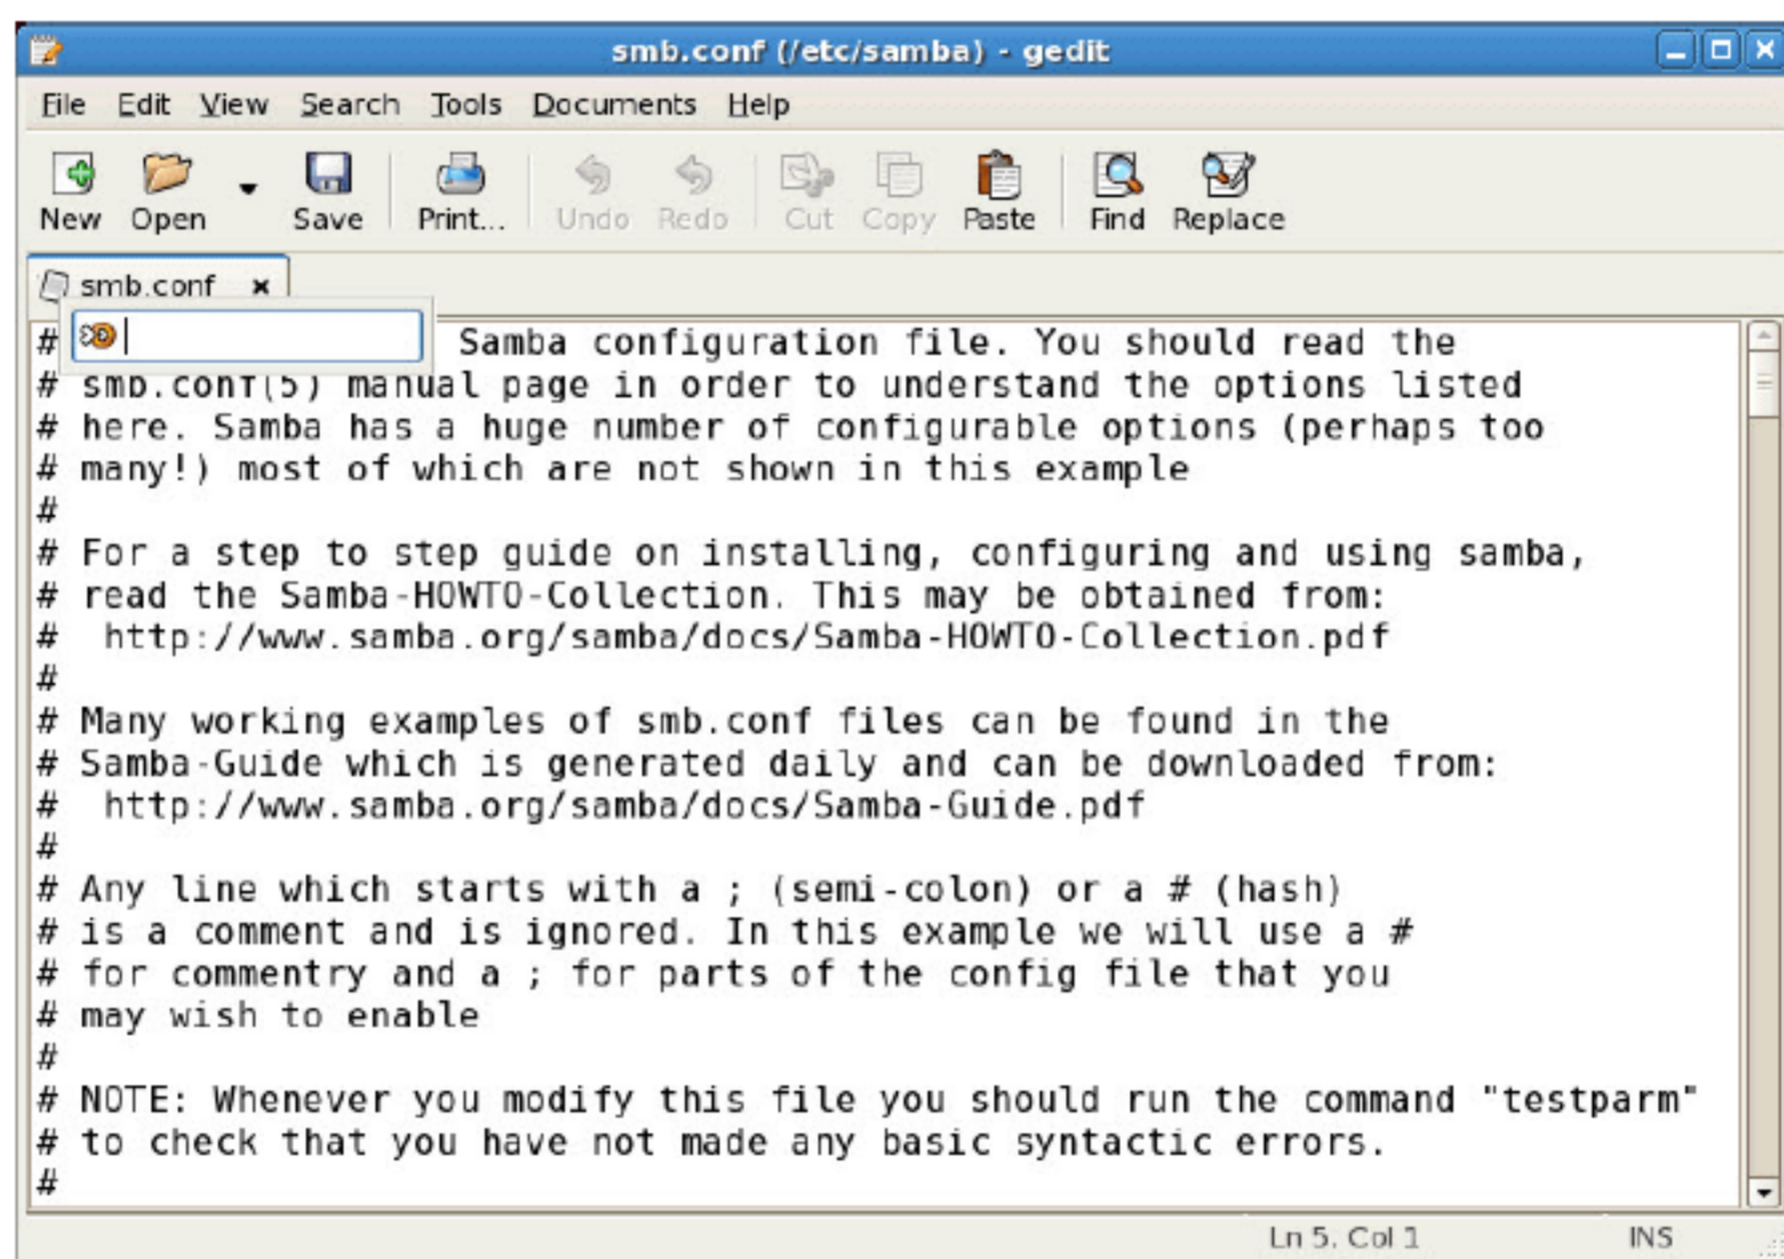 smb.conf (/etc/samba) - gedit
File Edit View Search Tools Documents Help
New Open Save Print... Undo Redo Cut Copy Paste Find Replace
smb.conf
# Samba configuration file. You should read the
# smb.conf(5) manual page in order to understand the options listed
# here. Samba has a huge number of configurable options (perhaps too
# many!) most of which are not shown in this example
#
# For a step to step guide on installing, configuring and using samba,
# read the Samba-HOWTO-Collection. This may be obtained from:
#  http://www.samba.org/samba/docs/Samba-HOWTO-Collection.pdf
#
# Many working examples of smb.conf files can be found in the
# Samba-Guide which is generated daily and can be downloaded from:
#  http://www.samba.org/samba/docs/Samba-Guide.pdf
#
# Any line which starts with a ; (semi-colon) or a # (hash)
# is a comment and is ignored. In this example we will use a #
# for commentry and a ; for parts of the config file that you
# may wish to enable
#
# NOTE: Whenever you modify this file you should run the command "testparm"
# to check that you have not made any basic syntactic errors.
#
Ln 5, Col 1 INS